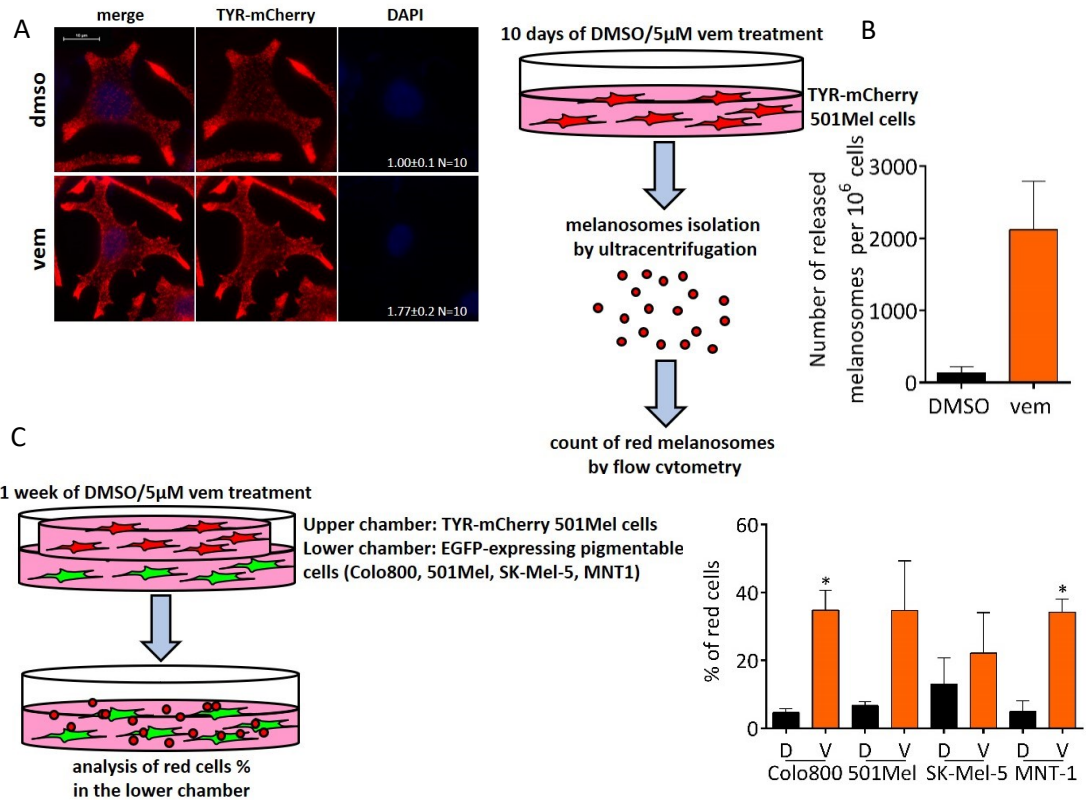 A
merge TYR-mCherry DAPI
10 µm
dmso
1.00±0.1 N=10
vem
1.77±0.2 N=10
10 days of DMSO/5µM vem treatment
TYR-mCherry
501Mel cells
melanosomes isolation
by ultracentrifugation
count of red melanosomes
by flow cytometry
B
Number of released
melanosomes per 10⁶ cells
3000
2000
1000
0
DMSO vem
C
1 week of DMSO/5µM vem treatment
Upper chamber: TYR-mCherry 501Mel cells
Lower chamber: EGFP-expressing pigmentable
cells (Colo800, 501Mel, SK-Mel-5, MNT1)
analysis of red cells %
in the lower chamber
% of red cells
60
40
20
0
* *
D V D V D V D V
Colo800 501Mel SK-Mel-5 MNT-1